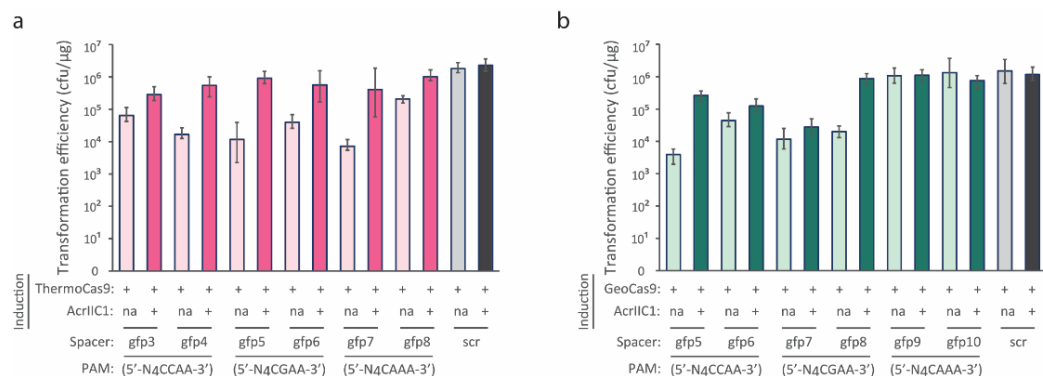 a
Transformation efficiency (cfu/µg)
10⁷
10⁶
10⁵
10⁴
10³
10²
10¹
0
Induction
ThermoCas9: + + + + + + + + + + + + + +
AcrIIC1: na + na + na + na + na + na + na +
Spacer: gfp3 gfp4 gfp5 gfp6 gfp7 gfp8 scr
PAM: (5′-N4CCAA-3′) (5′-N4CGAA-3′) (5′-N4CAAA-3′)
b
Transformation efficiency (cfu/µg)
10⁷
10⁶
10⁵
10⁴
10³
10²
10¹
0
Induction
GeoCas9: + + + + + + + + + + + + + +
AcrIIC1: na + na + na + na + na + na + na +
Spacer: gfp5 gfp6 gfp7 gfp8 gfp9 gfp10 scr
PAM: (5′-N4CCAA-3′) (5′-N4CGAA-3′) (5′-N4CAAA-3′)